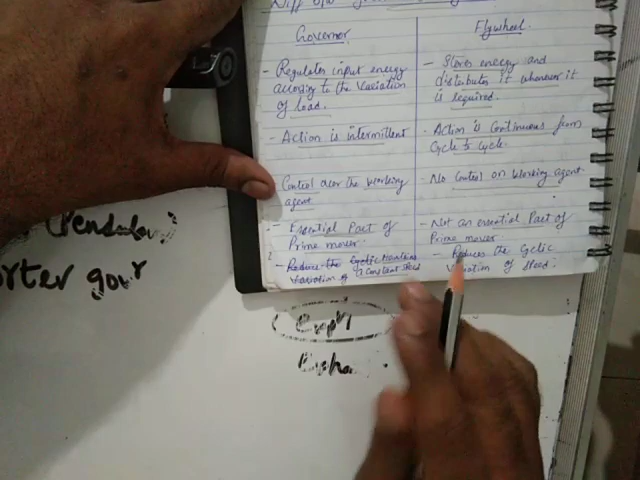 Diff b/w
Governor
- Regulates input energy
according to the variation
of load.
- Action is intermittent
- Control over the working
agent
- Essential Part of
Prime mover.
Flywheel
- Stores energy and
distributes it whenever it
is required.
- Action is Continuous from
Cycle to cycle.
- No Control on working agent
- Not an essential Part of
Prime mover
- Reduces the Cyclic
Variation of Speed.
(Pendulum)